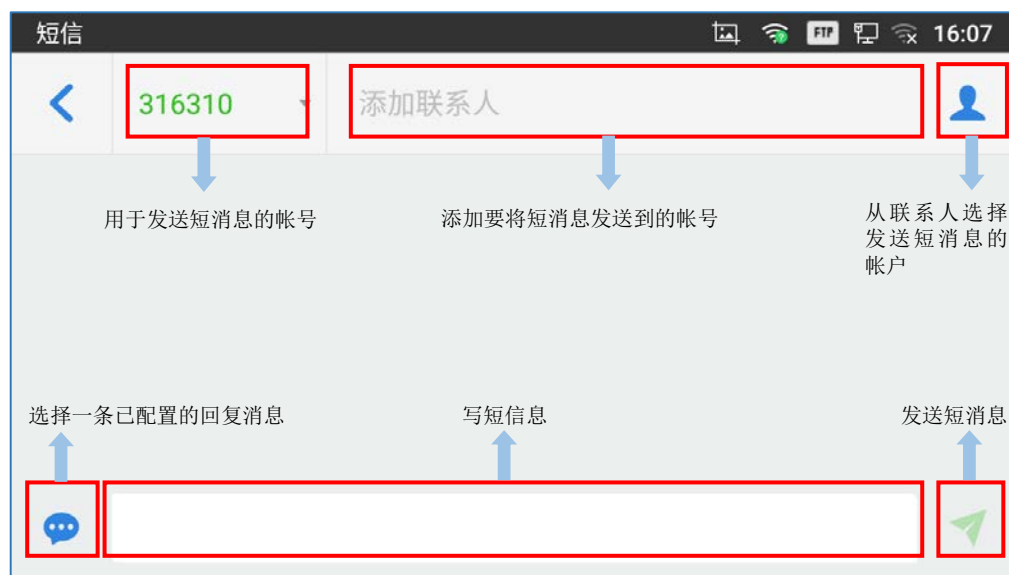 短信
FTP
16:07
316310
添加联系人
用于发送短消息的帐号
添加要将短消息发送到的帐号
从联系人选择
发送短消息的
帐户
选择一条已配置的回复消息
写短信息
发送短消息